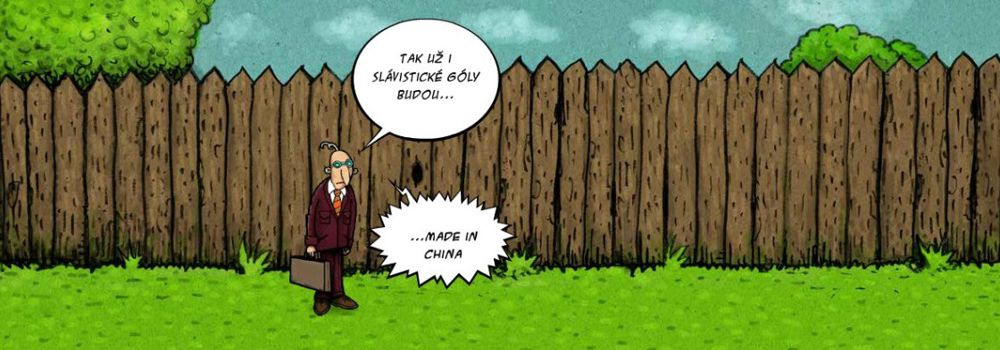 TAK UŽ I
SLÁVISTICKÉ GÓLY
BUDOU...
...MADE IN
CHINA